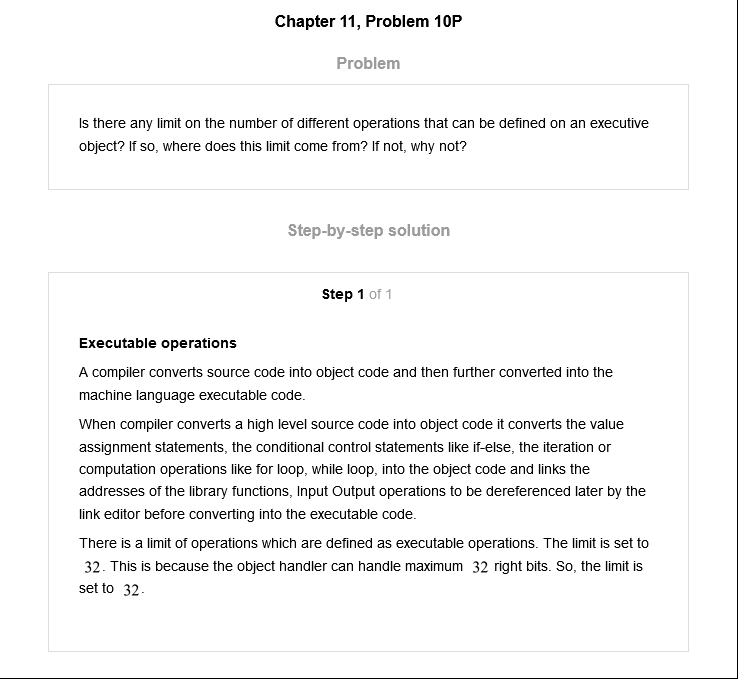 Chapter 11, Problem 10P
Problem
Is there any limit on the number of different operations that can be defined on an executive
object? If so, where does this limit come from? If not, why not?
Step-by-step solution
Step 1 of 1
Executable operations
A compiler converts source code into object code and then further converted into the
machine language executable code.
When compiler converts a high level source code into object code it converts the value
assignment statements, the conditional control statements like if-else, the iteration or
computation operations like for loop, while loop, into the object code and links the
addresses of the library functions, Input Output operations to be dereferenced later by the
link editor before converting into the executable code.
There is a limit of operations which are defined as executable operations. The limit is set to
32. This is because the object handler can handle maximum 32 right bits. So, the limit is
set to 32.